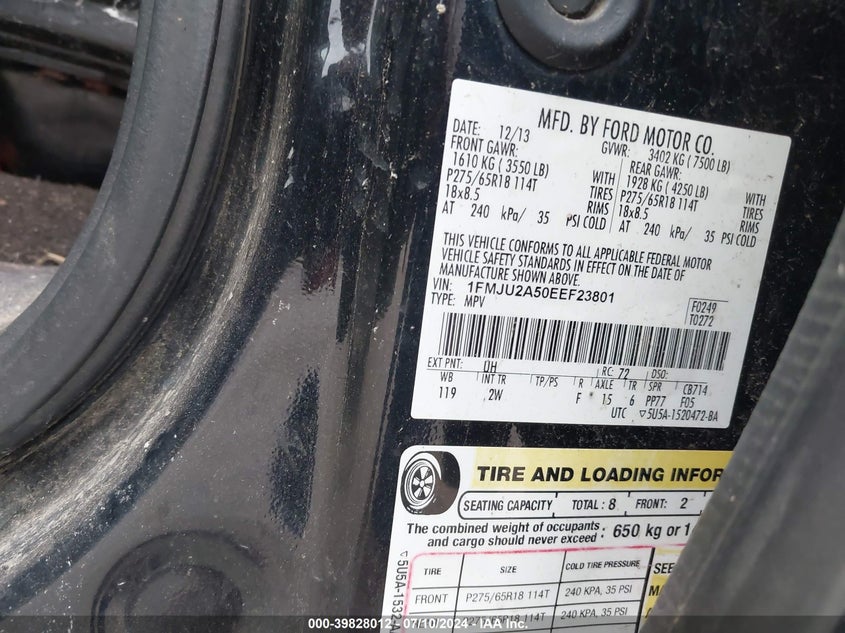 MFD. BY FORD MOTOR CO.
DATE: 12/13 GVWR: 3402 KG ( 7500 LB)
FRONT GAWR: REAR GAWR:
1610 KG ( 3550 LB) WITH 1928 KG ( 4250 LB) WITH
P275/65R18 114T TIRES P275/65R18 114T TIRES
18x8.5 RIMS 18x8.5 RIMS
AT 240 kPa/ 35 PSI COLD AT 240 kPa/ 35 PSI COLD
THIS VEHICLE CONFORMS TO ALL APPLICABLE FEDERAL MOTOR
VEHICLE SAFETY STANDARDS IN EFFECT ON THE DATE OF
MANUFACTURE SHOWN ABOVE.
VIN: 1FMJU2A50EEF23801
TYPE: MPV
F0249
T0272
EXT PNT: UH RC: 72 DSO:
WB INT TR TP/PS R AXLE TR SPR CB714
119 2W F 15 6 PP77 F05
UTC ▽5U5A-1520472-BA
TIRE AND LOADING INFOR
SEATING CAPACITY TOTAL: 8 FRONT: 2
The combined weight of occupants : 650 kg or 1
and cargo should never exceed
TIRE SIZE COLD TIRE PRESSURE SEE
FRONT P275/65R18 114T 240 KPA, 35 PSI
114T 240 KPA, 35 PSI
▽5U5A-1532
000-39828012 - 07/10/2024 - IAAI.COM